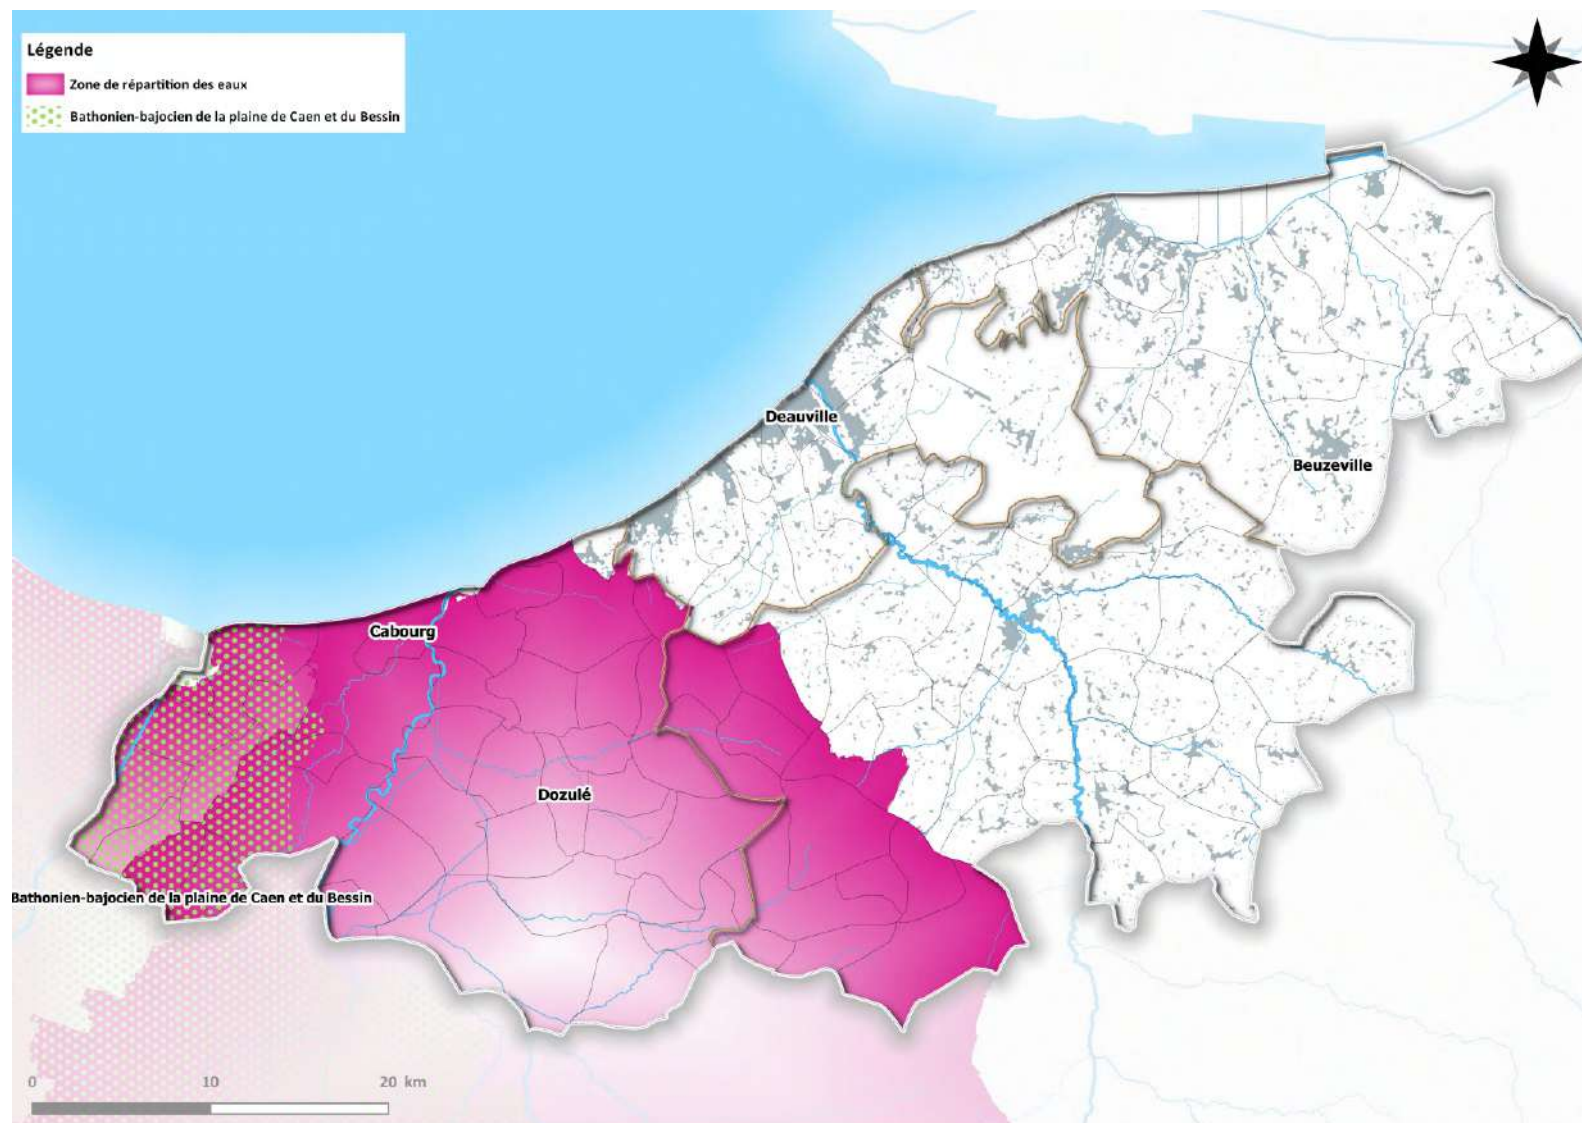 Légende
Zone de répartition des eaux
Bathonien-bajocien de la plaine de Caen et du Bessin
Deauville
Beuzeville
Cabourg
Dozulé
Bathonien-bajocien de la plaine de Caen et du Bessin
0 10 20 km